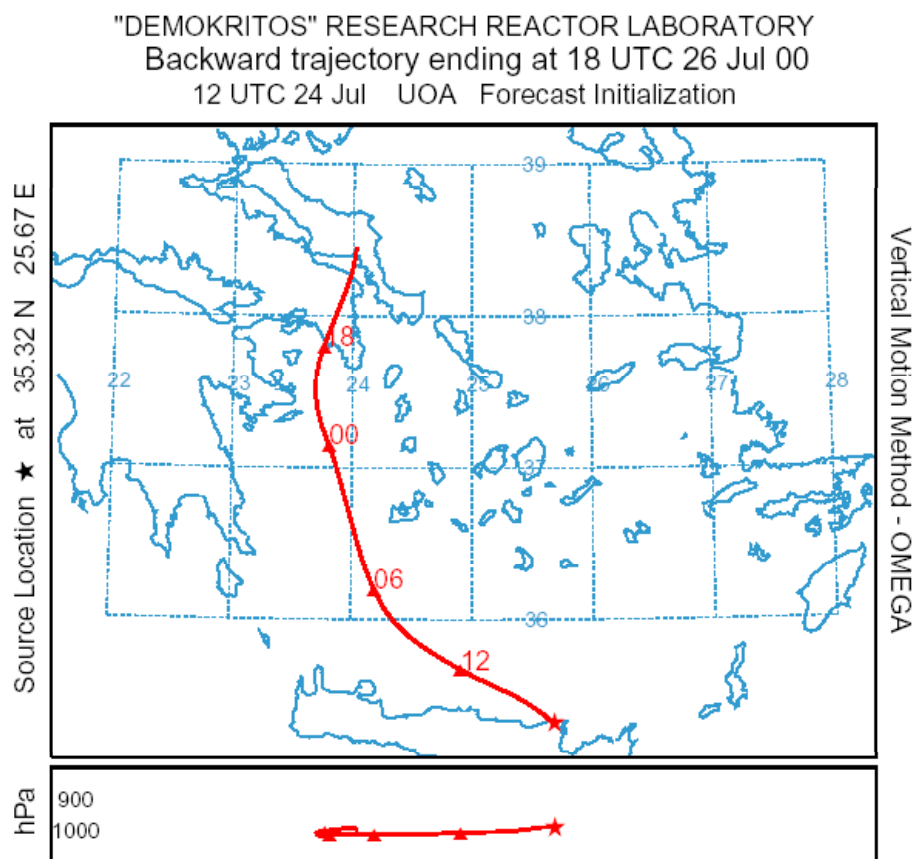 "DEMOKRITOS" RESEARCH REACTOR LABORATORY
Backward trajectory ending at 18 UTC 26 Jul 00
12 UTC 24 Jul UOA Forecast Initialization
Source Location ★ at 35.32 N 25.67 E
39
38
18
22 23 24 25 26 27 28
00
37
06
36
12
Vertical Motion Method - OMEGA
hPa
900
1000